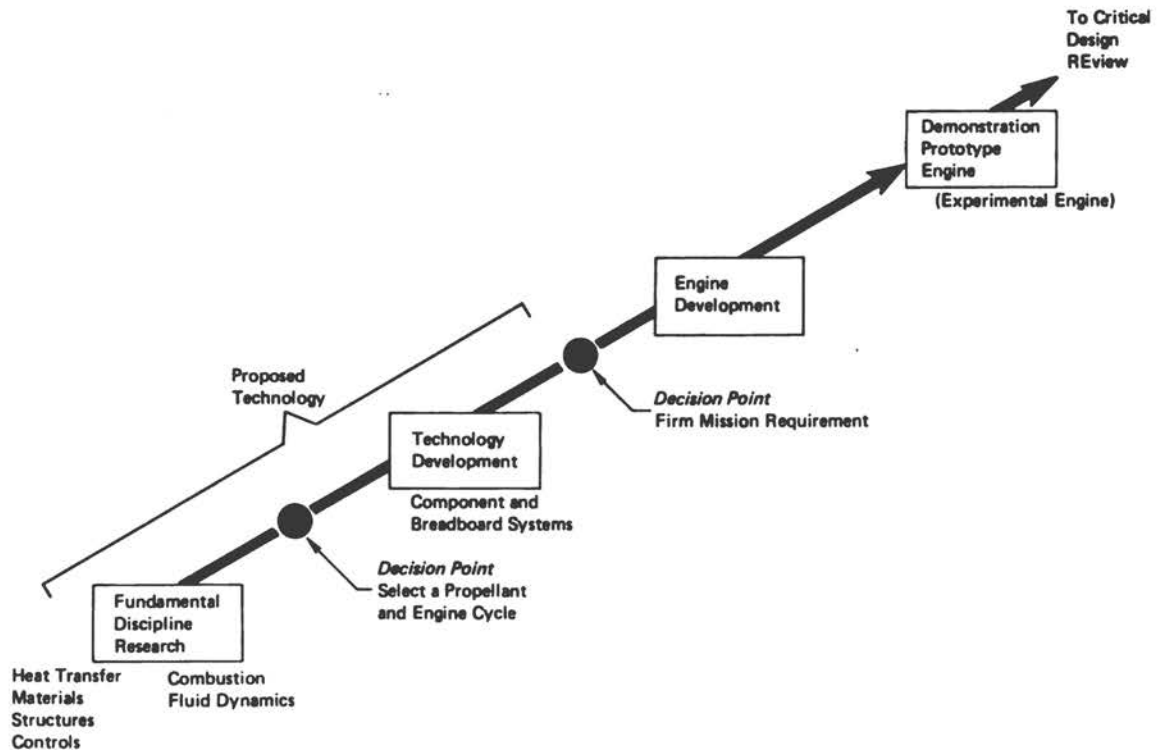 To Critical
Design
REview
Demonstration
Prototype
Engine
(Experimental Engine)
Engine
Development
Decision Point
Firm Mission Requirement
Proposed
Technology
Technology
Development
Component and
Breadboard Systems
Decision Point
Select a Propellant
and Engine Cycle
Fundamental
Discipline
Research
Heat Transfer
Materials
Structures
Controls
Combustion
Fluid Dynamics